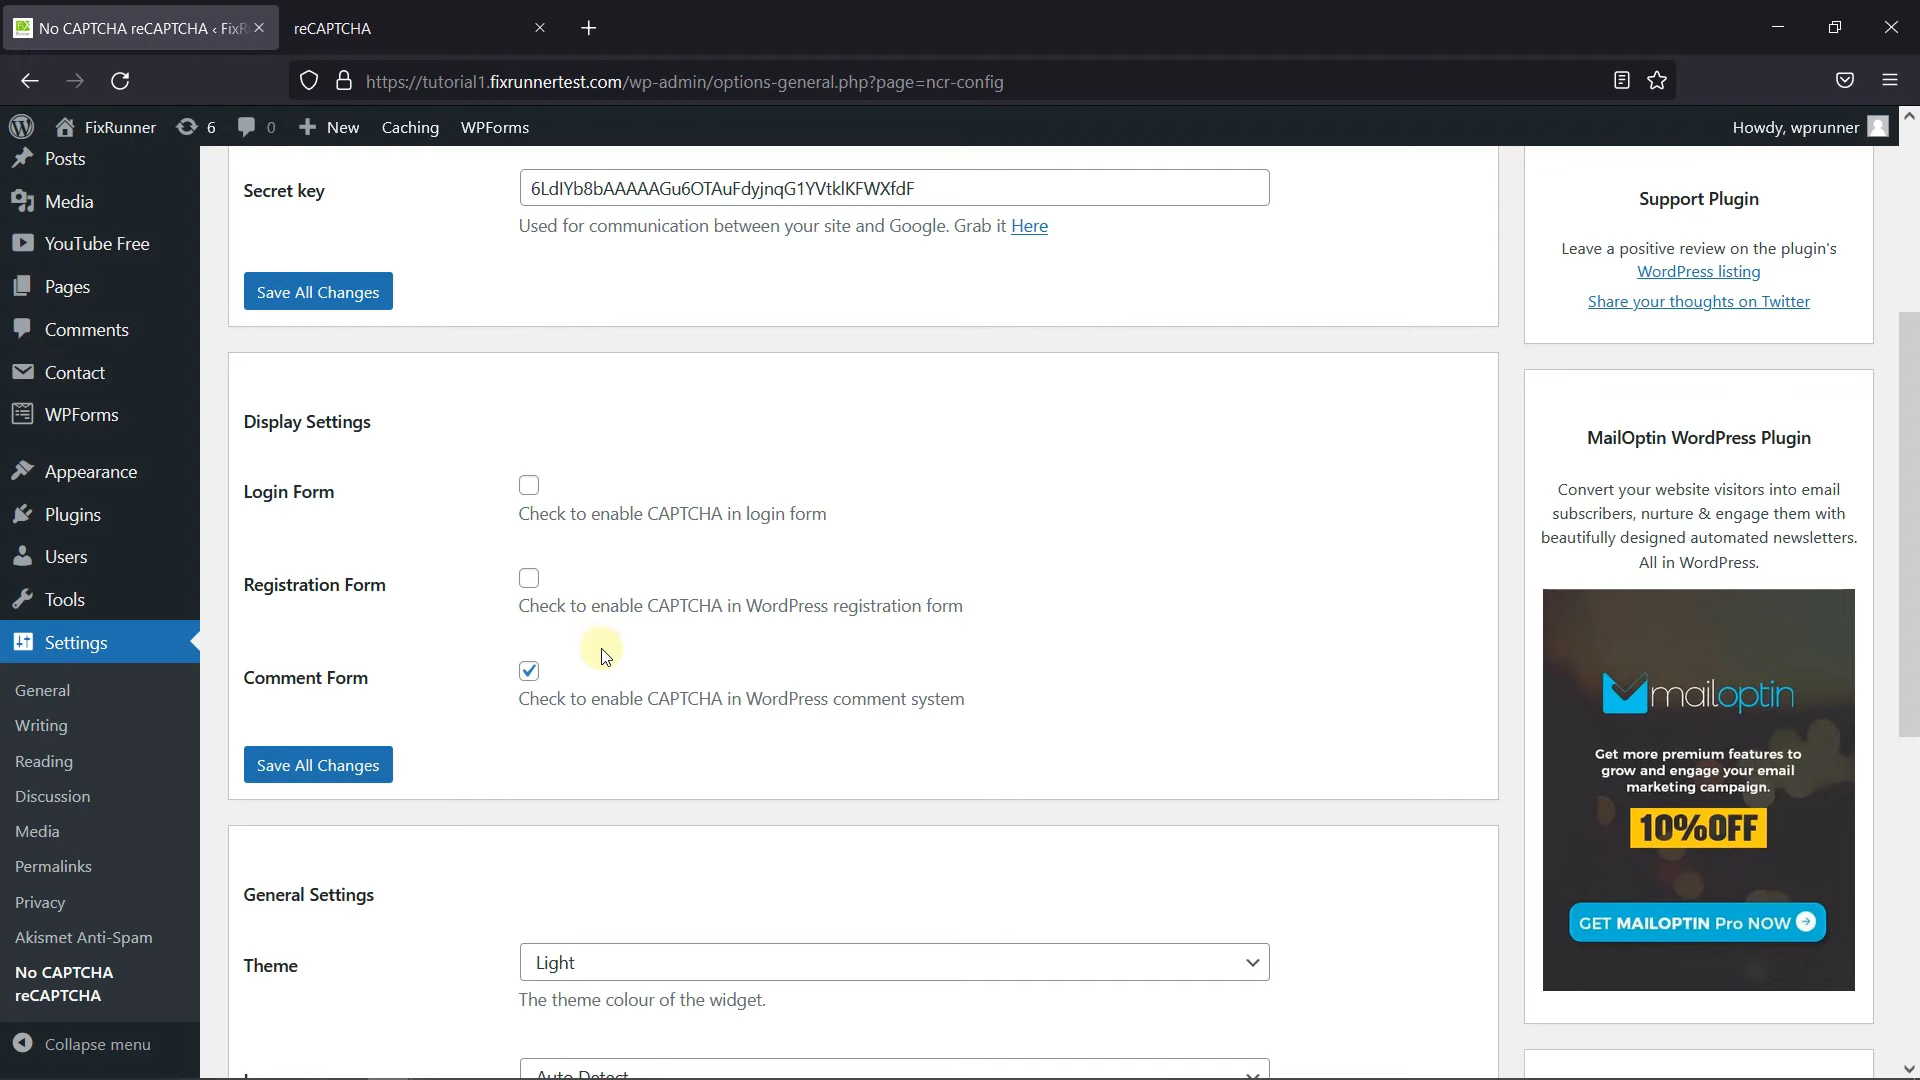 No CAPTCHA reCAPTCHA ‹ FixR
reCAPTCHA
https://tutorial1.fixrunnertest.com/wp-admin/options-general.php?page=ncr-config
FixRunner
6
0
New
Caching
WPForms
Howdy, wprunner
Posts
Media
YouTube Free
Pages
Comments
Contact
WPForms
Appearance
Plugins
Users
Tools
Settings
General
Writing
Reading
Discussion
Media
Permalinks
Privacy
Akismet Anti-Spam
No CAPTCHA
reCAPTCHA
Collapse menu
Secret key
6LdIYb8bAAAAAGu6OTAuFdyjnqG1YVtklKFWXfdF
Used for communication between your site and Google. Grab it Here
Save All Changes
Display Settings
Login Form
Check to enable CAPTCHA in login form
Registration Form
Check to enable CAPTCHA in WordPress registration form
Comment Form
Check to enable CAPTCHA in WordPress comment system
Save All Changes
General Settings
Theme
Light
The theme colour of the widget.
Auto Detect
Support Plugin
Leave a positive review on the plugin's
WordPress listing
Share your thoughts on Twitter
MailOptin WordPress Plugin
Convert your website visitors into email
subscribers, nurture & engage them with
beautifully designed automated newsletters.
All in WordPress.
mailoptin
Get more premium features to
grow and engage your email
marketing campaign.
10%OFF
GET MAILOPTIN Pro NOW